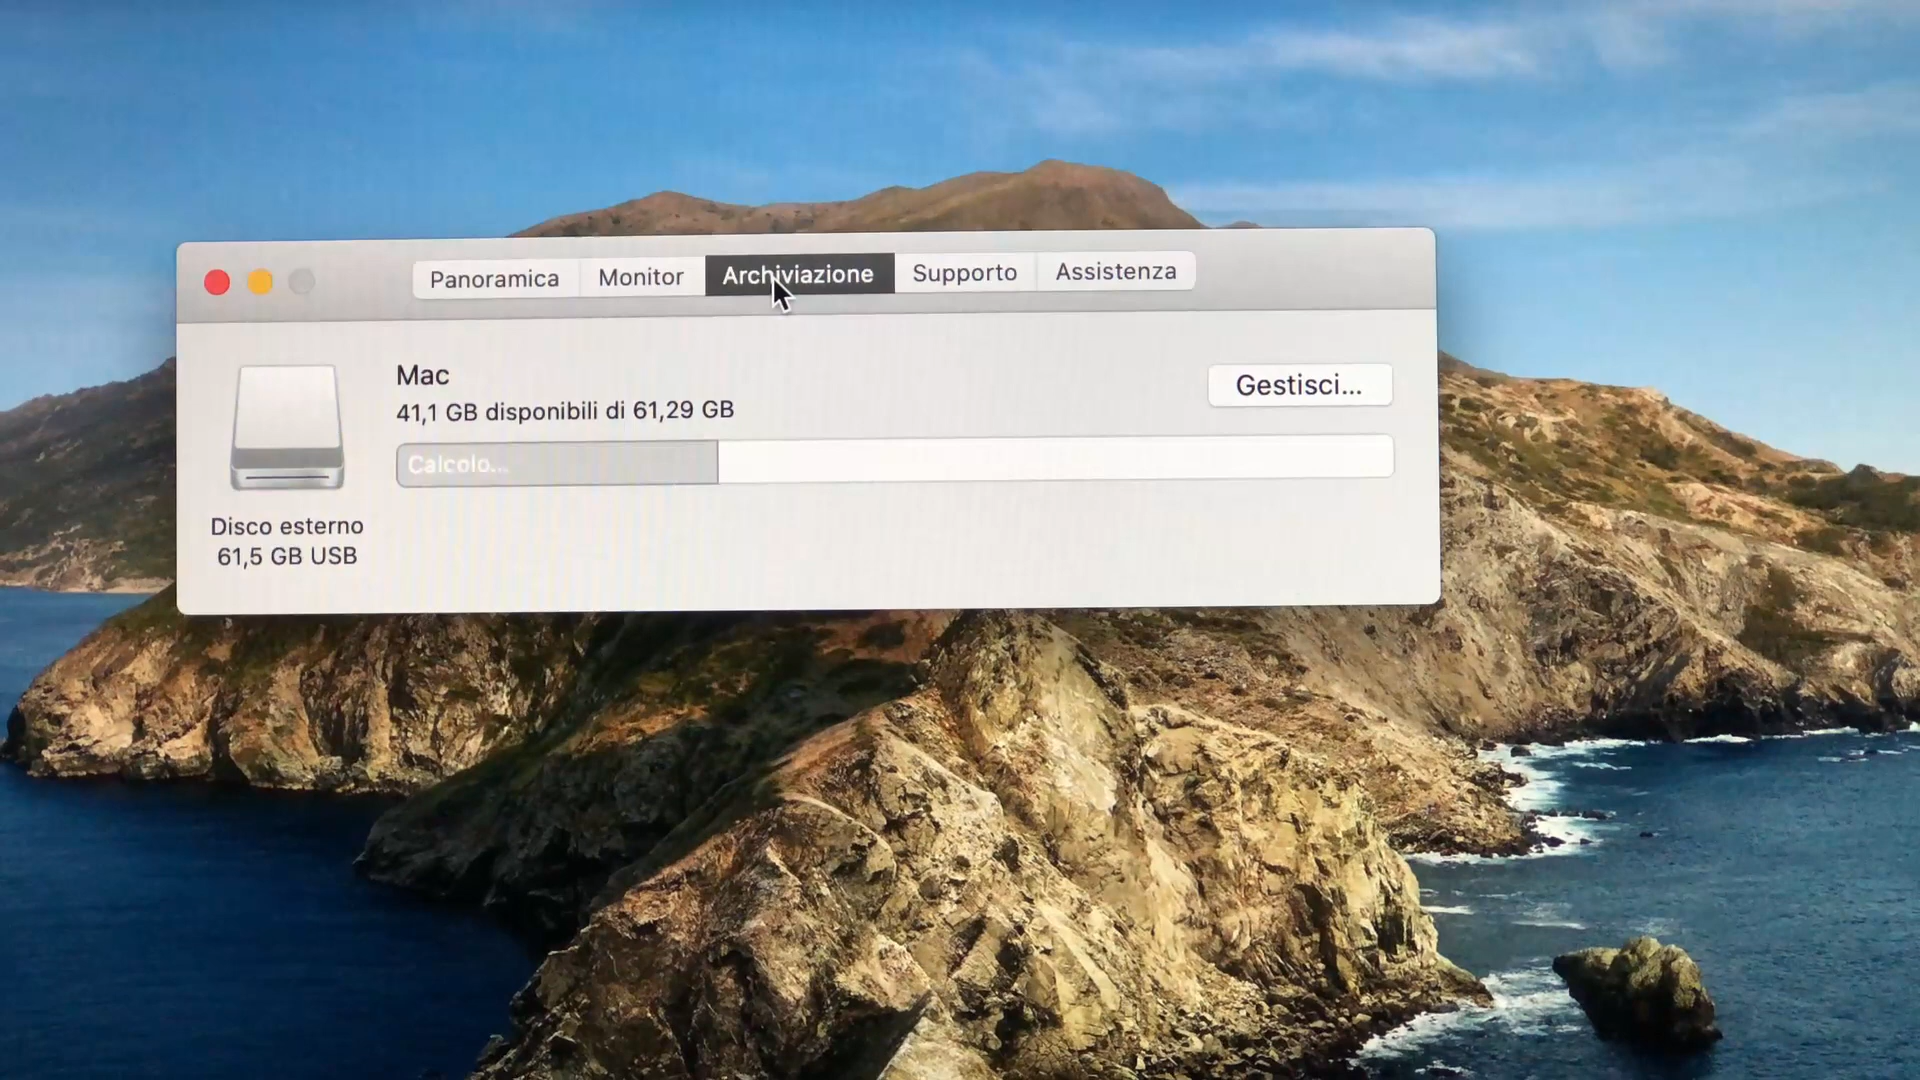 Panoramica Monitor Archiviazione Supporto Assistenza
Mac
41,1 GB disponibili di 61,29 GB
Gestisci...
Calcolo...
Disco esterno
61,5 GB USB